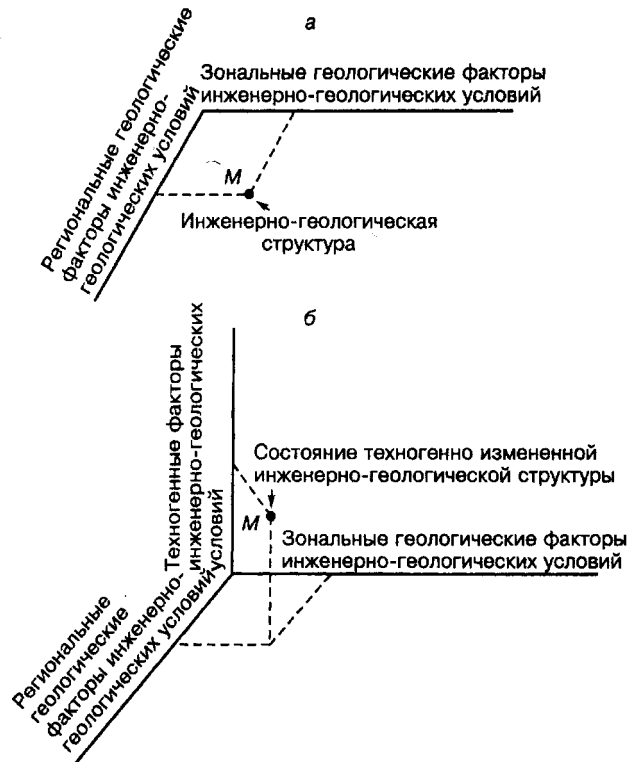 а
Региональные геологические
факторы инженерно-
геологических условий
Зональные геологические факторы
инженерно-геологических условий
М
Инженерно-геологическая
структура
б
Техногенные факторы
инженерно-геологических
условий
Состояние техногенно измененной
инженерно-геологической структуры
М
Зональные геологические факторы
инженерно-геологических условий
Региональные
геологические
факторы инженерно-
геологических условий